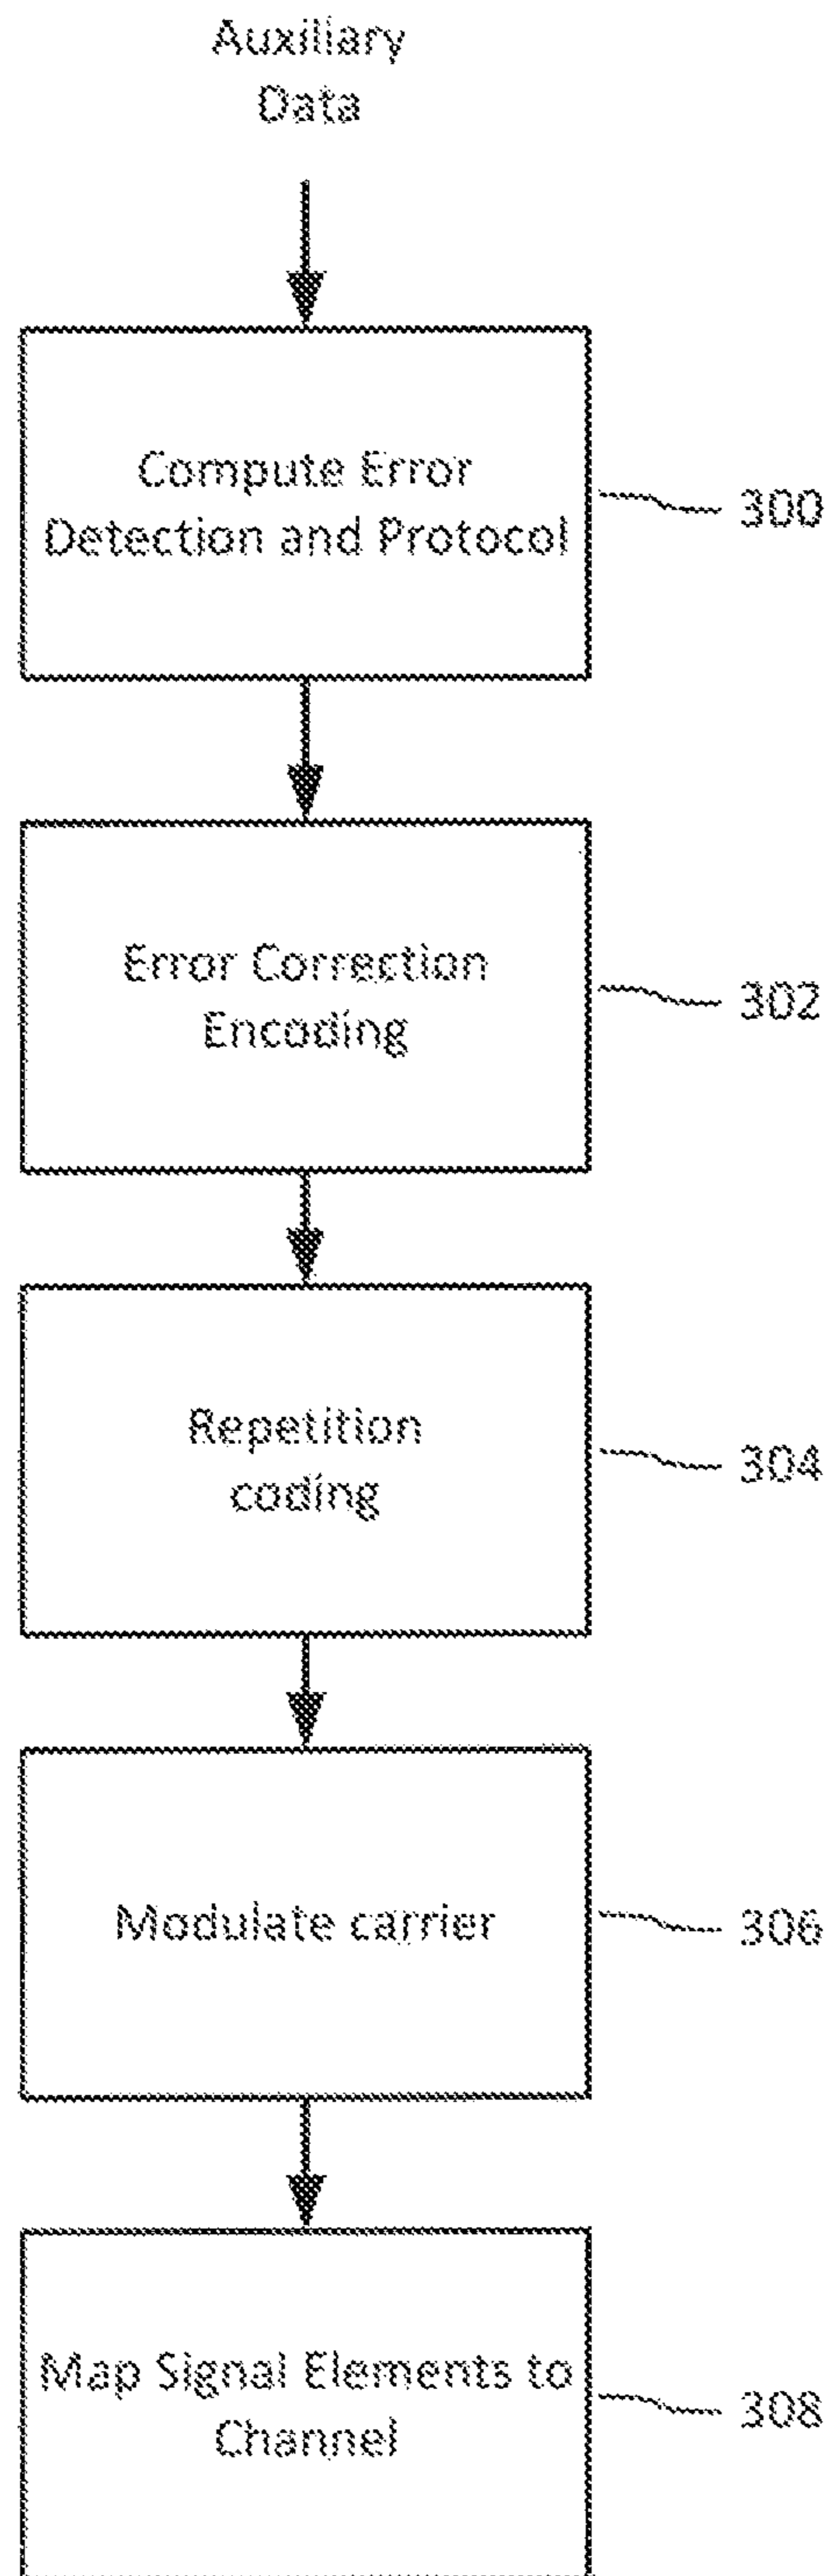 Auxiliary
Data
Compute Error
Detection and Protocol
300
Error Correction
Encoding
302
Repetition
coding
304
Modulate carrier
306
Map Signal Elements to
Channel
308